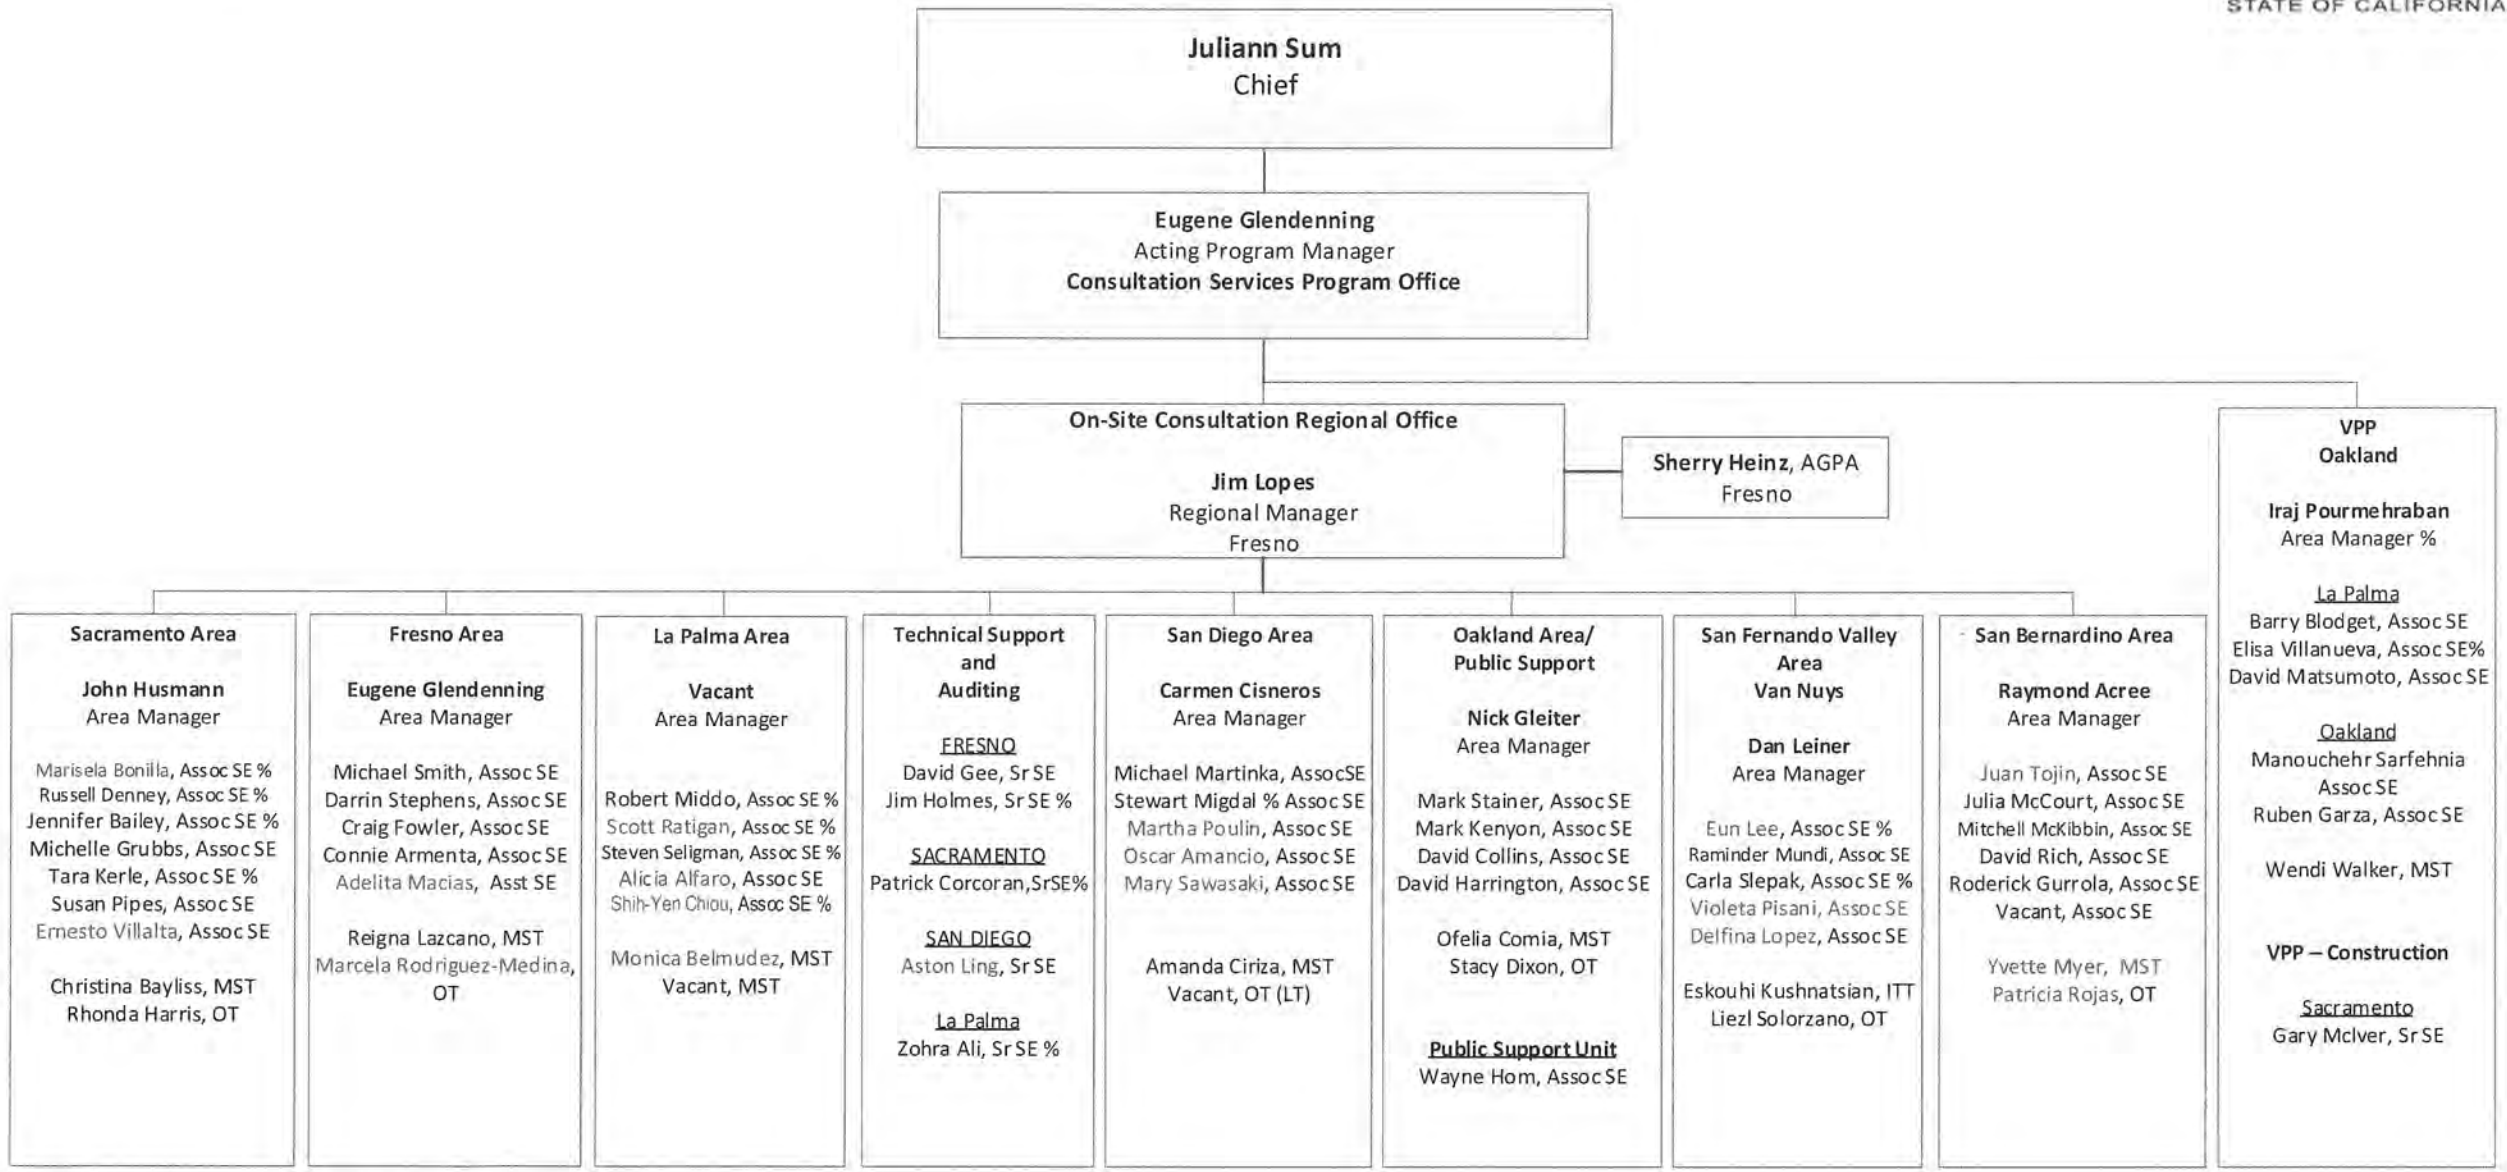 STATE OF CALIFORNIA
Juliann Sum
Chief
Eugene Glendenning
Acting Program Manager
Consultation Services Program Office
On-Site Consultation Regional Office
Jim Lopes
Regional Manager
Fresno
Sherry Heinz, AGPA
Fresno
VPP
Oakland
Iraj Pourmehraban
Area Manager %
La Palma
Barry Blodget, Assoc SE
Elisa Villanueva, Assoc SE%
David Matsumoto, Assoc SE
Oakland
Manouchehr Sarfehnia
Assoc SE
Ruben Garza, Assoc SE
Wendi Walker, MST
VPP – Construction
Sacramento
Gary McIver, Sr SE
Sacramento Area
John Husmann
Area Manager
Marisela Bonilla, Assoc SE %
Russell Denney, Assoc SE %
Jennifer Bailey, Assoc SE %
Michelle Grubbs, Assoc SE
Tara Kerle, Assoc SE %
Susan Pipes, Assoc SE
Ernesto Villalta, Assoc SE
Christina Bayliss, MST
Rhonda Harris, OT
Fresno Area
Eugene Glendenning
Area Manager
Michael Smith, Assoc SE
Darrin Stephens, Assoc SE
Craig Fowler, Assoc SE
Connie Armenta, Assoc SE
Adelita Macias, Asst SE
Reigna Lazcano, MST
Marcela Rodriguez-Medina,
OT
La Palma Area
Vacant
Area Manager
Robert Middo, Assoc SE %
Scott Ratigan, Assoc SE %
Steven Seligman, Assoc SE %
Alicia Alfaro, Assoc SE
Shih-Yen Chiou, Assoc SE %
Monica Belmudez, MST
Vacant, MST
Technical Support
and
Auditing
FRESNO
David Gee, Sr SE
Jim Holmes, Sr SE %
SACRAMENTO
Patrick Corcoran,SrSE%
SAN DIEGO
Aston Ling, Sr SE
La Palma
Zohra Ali, Sr SE %
San Diego Area
Carmen Cisneros
Area Manager
Michael Martinka, AssocSE
Stewart Migdal % Assoc SE
Martha Poulin, Assoc SE
Oscar Amancio, Assoc SE
Mary Sawasaki, Assoc SE
Amanda Ciriza, MST
Vacant, OT (LT)
Oakland Area/
Public Support
Nick Gleiter
Area Manager
Mark Stainer, Assoc SE
Mark Kenyon, Assoc SE
David Collins, Assoc SE
David Harrington, Assoc SE
Ofelia Comia, MST
Stacy Dixon, OT
Public Support Unit
Wayne Hom, Assoc SE
San Fernando Valley
Area
Van Nuys
Dan Leiner
Area Manager
Eun Lee, Assoc SE %
Raminder Mundi, Assoc SE
Carla Slepak, Assoc SE %
Violeta Pisani, Assoc SE
Delfina Lopez, Assoc SE
Eskouhi Kushnatsian, ITT
Liezl Solorzano, OT
San Bernardino Area
Raymond Acree
Area Manager
Juan Tojin, Assoc SE
Julia McCourt, Assoc SE
Mitchell McKibbin, Assoc SE
David Rich, Assoc SE
Roderick Gurrola, Assoc SE
Vacant, Assoc SE
Yvette Myer, MST
Patricia Rojas, OT